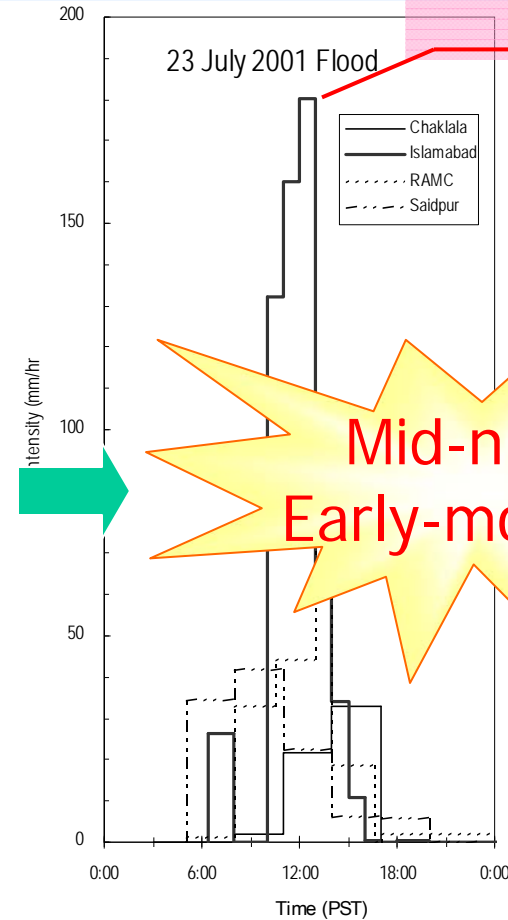 200
23 July 2001 Flood
Chaklala
Islamabad
RAMC
Saidpur
150
ntensity (mm/hr
100
Mid-n
Early-mo
50
0
0:00 6:00 12:00 18:00 0:00
Time (PST)